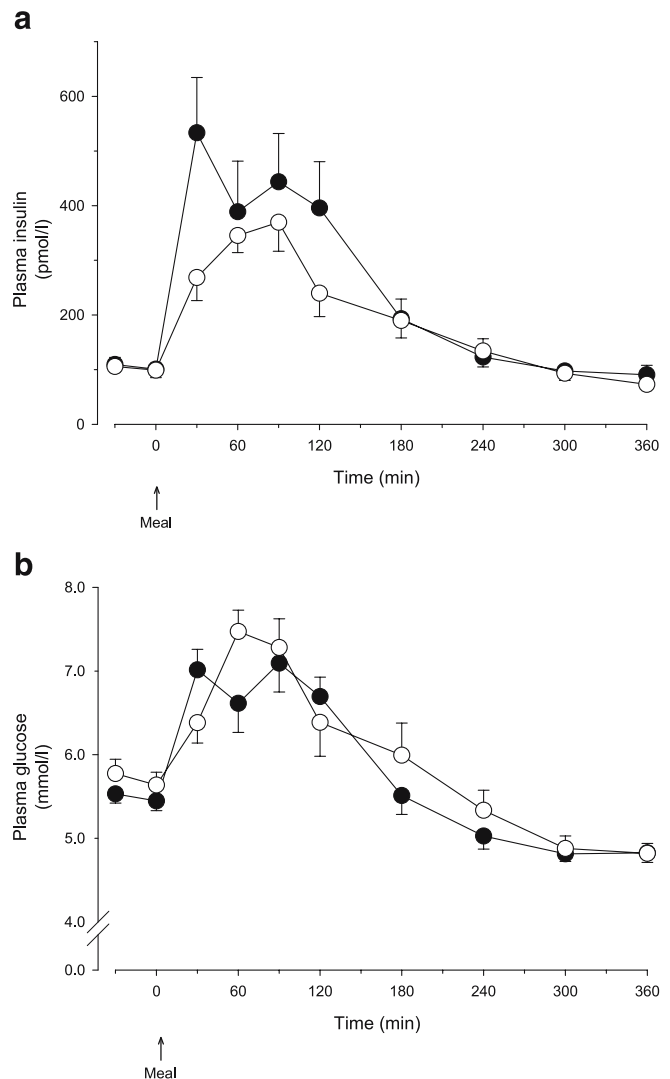 a
600
400
200
0
Plasma insulin
(pmol/l)
0 60 120 180 240 300 360
Time (min)
Meal
b
8.0
7.0
6.0
5.0
4.0
0.0
Plasma glucose
(mmol/l)
0 60 120 180 240 300 360
Time (min)
Meal